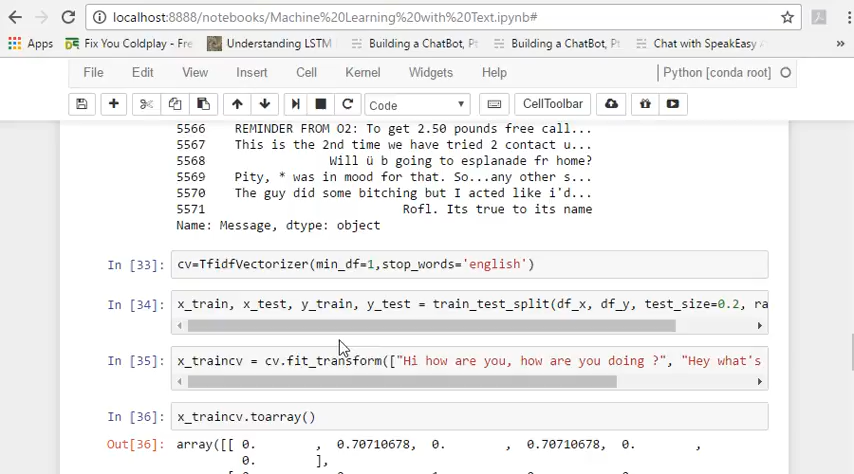 localhost:8888/notebooks/Machine%20Learning%20with%20Text.ipynb#
Apps Fix You Coldplay - Fre Understanding LSTM Building a ChatBot, Pt Building a ChatBot, Pt Chat with SpeakEasy »
File Edit View Insert Cell Kernel Widgets Help Python [conda root]
Code CellToolbar
5566 REMINDER FROM O2: To get 2.50 pounds free call...
5567 This is the 2nd time we have tried 2 contact u...
5568 Will ü b going to esplanade fr home?
5569 Pity, * was in mood for that. So...any other s...
5570 The guy did some bitching but I acted like i'd...
5571 Rofl. Its true to its name
Name: Message, dtype: object
In [33]: cv=TfidfVectorizer(min_df=1,stop_words='english')
In [34]: x_train, x_test, y_train, y_test = train_test_split(df_x, df_y, test_size=0.2, ra
In [35]: x_traincv = cv.fit_transform(["Hi how are you, how are you doing ?", "Hey what's
In [36]: x_traincv.toarray()
Out[36]: array([[ 0. , 0.70710678, 0. , 0.70710678, 0. ,
0. ],